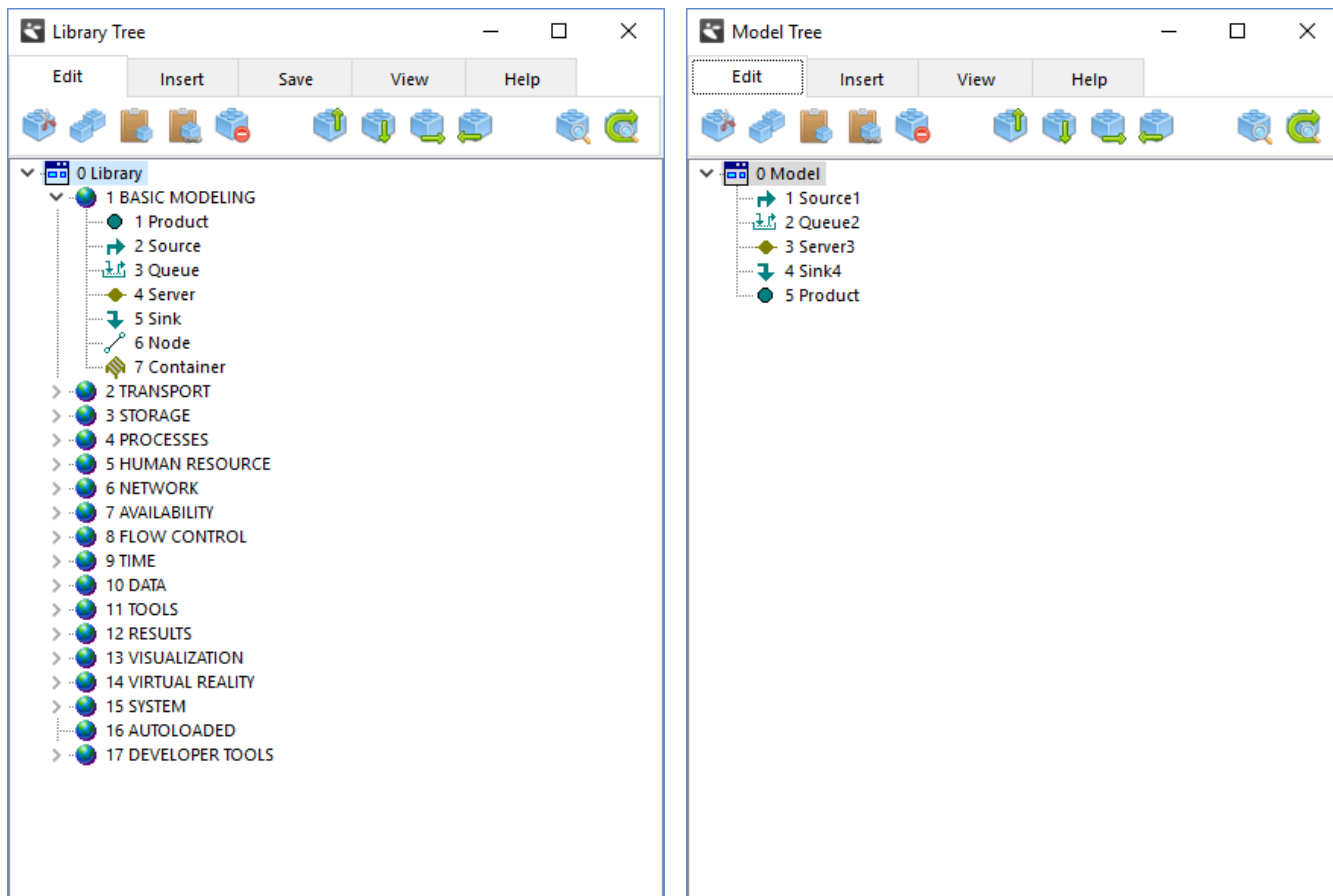 Library Tree
Edit Insert Save View Help
0 Library
1 BASIC MODELING
1 Product
2 Source
3 Queue
4 Server
5 Sink
6 Node
7 Container
2 TRANSPORT
3 STORAGE
4 PROCESSES
5 HUMAN RESOURCE
6 NETWORK
7 AVAILABILITY
8 FLOW CONTROL
9 TIME
10 DATA
11 TOOLS
12 RESULTS
13 VISUALIZATION
14 VIRTUAL REALITY
15 SYSTEM
16 AUTOLOADED
17 DEVELOPER TOOLS
Model Tree
Edit Insert View Help
0 Model
1 Source1
2 Queue2
3 Server3
4 Sink4
5 Product